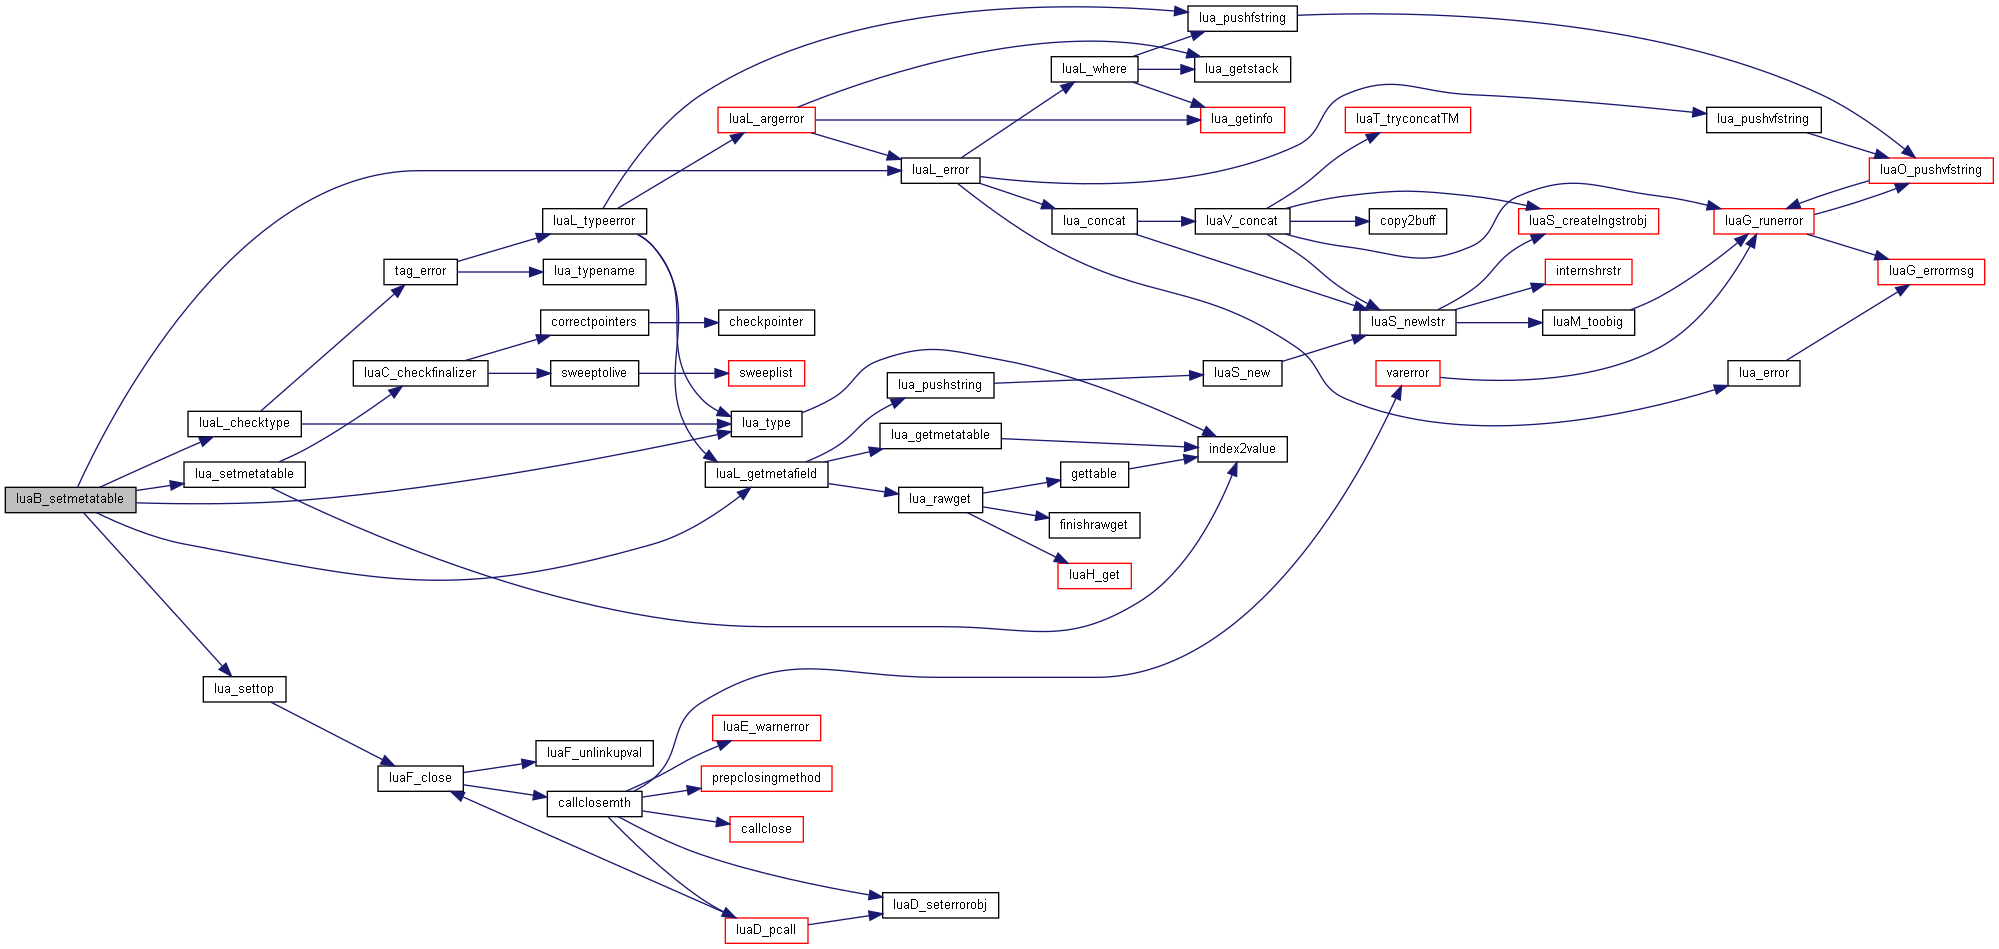 lua_pushfstring
luaL_where
lua_getstack
luaL_argerror
lua_getinfo
luaT_tryconcatTM
lua_pushvfstring
luaL_error
luaO_pushvfstring
luaL_typeerror
lua_concat
luaV_concat
copy2buff
luaS_createlngstrobj
luaG_runerror
tag_error
lua_typename
internshrstr
luaG_errormsg
correctpointers
checkpointer
luaS_newlstr
luaM_toobig
luaC_checkfinalizer
sweeptolive
sweeplist
lua_pushstring
luaS_new
varerror
lua_error
luaL_checktype
lua_type
lua_getmetatable
index2value
lua_setmetatable
luaL_getmetafield
gettable
luaB_setmetatable
lua_rawget
finishrawget
luaH_get
lua_settop
luaE_warnerror
luaF_unlinkupval
luaF_close
prepclosingmethod
callclosemth
callclose
luaD_seterrorobj
luaD_pcall